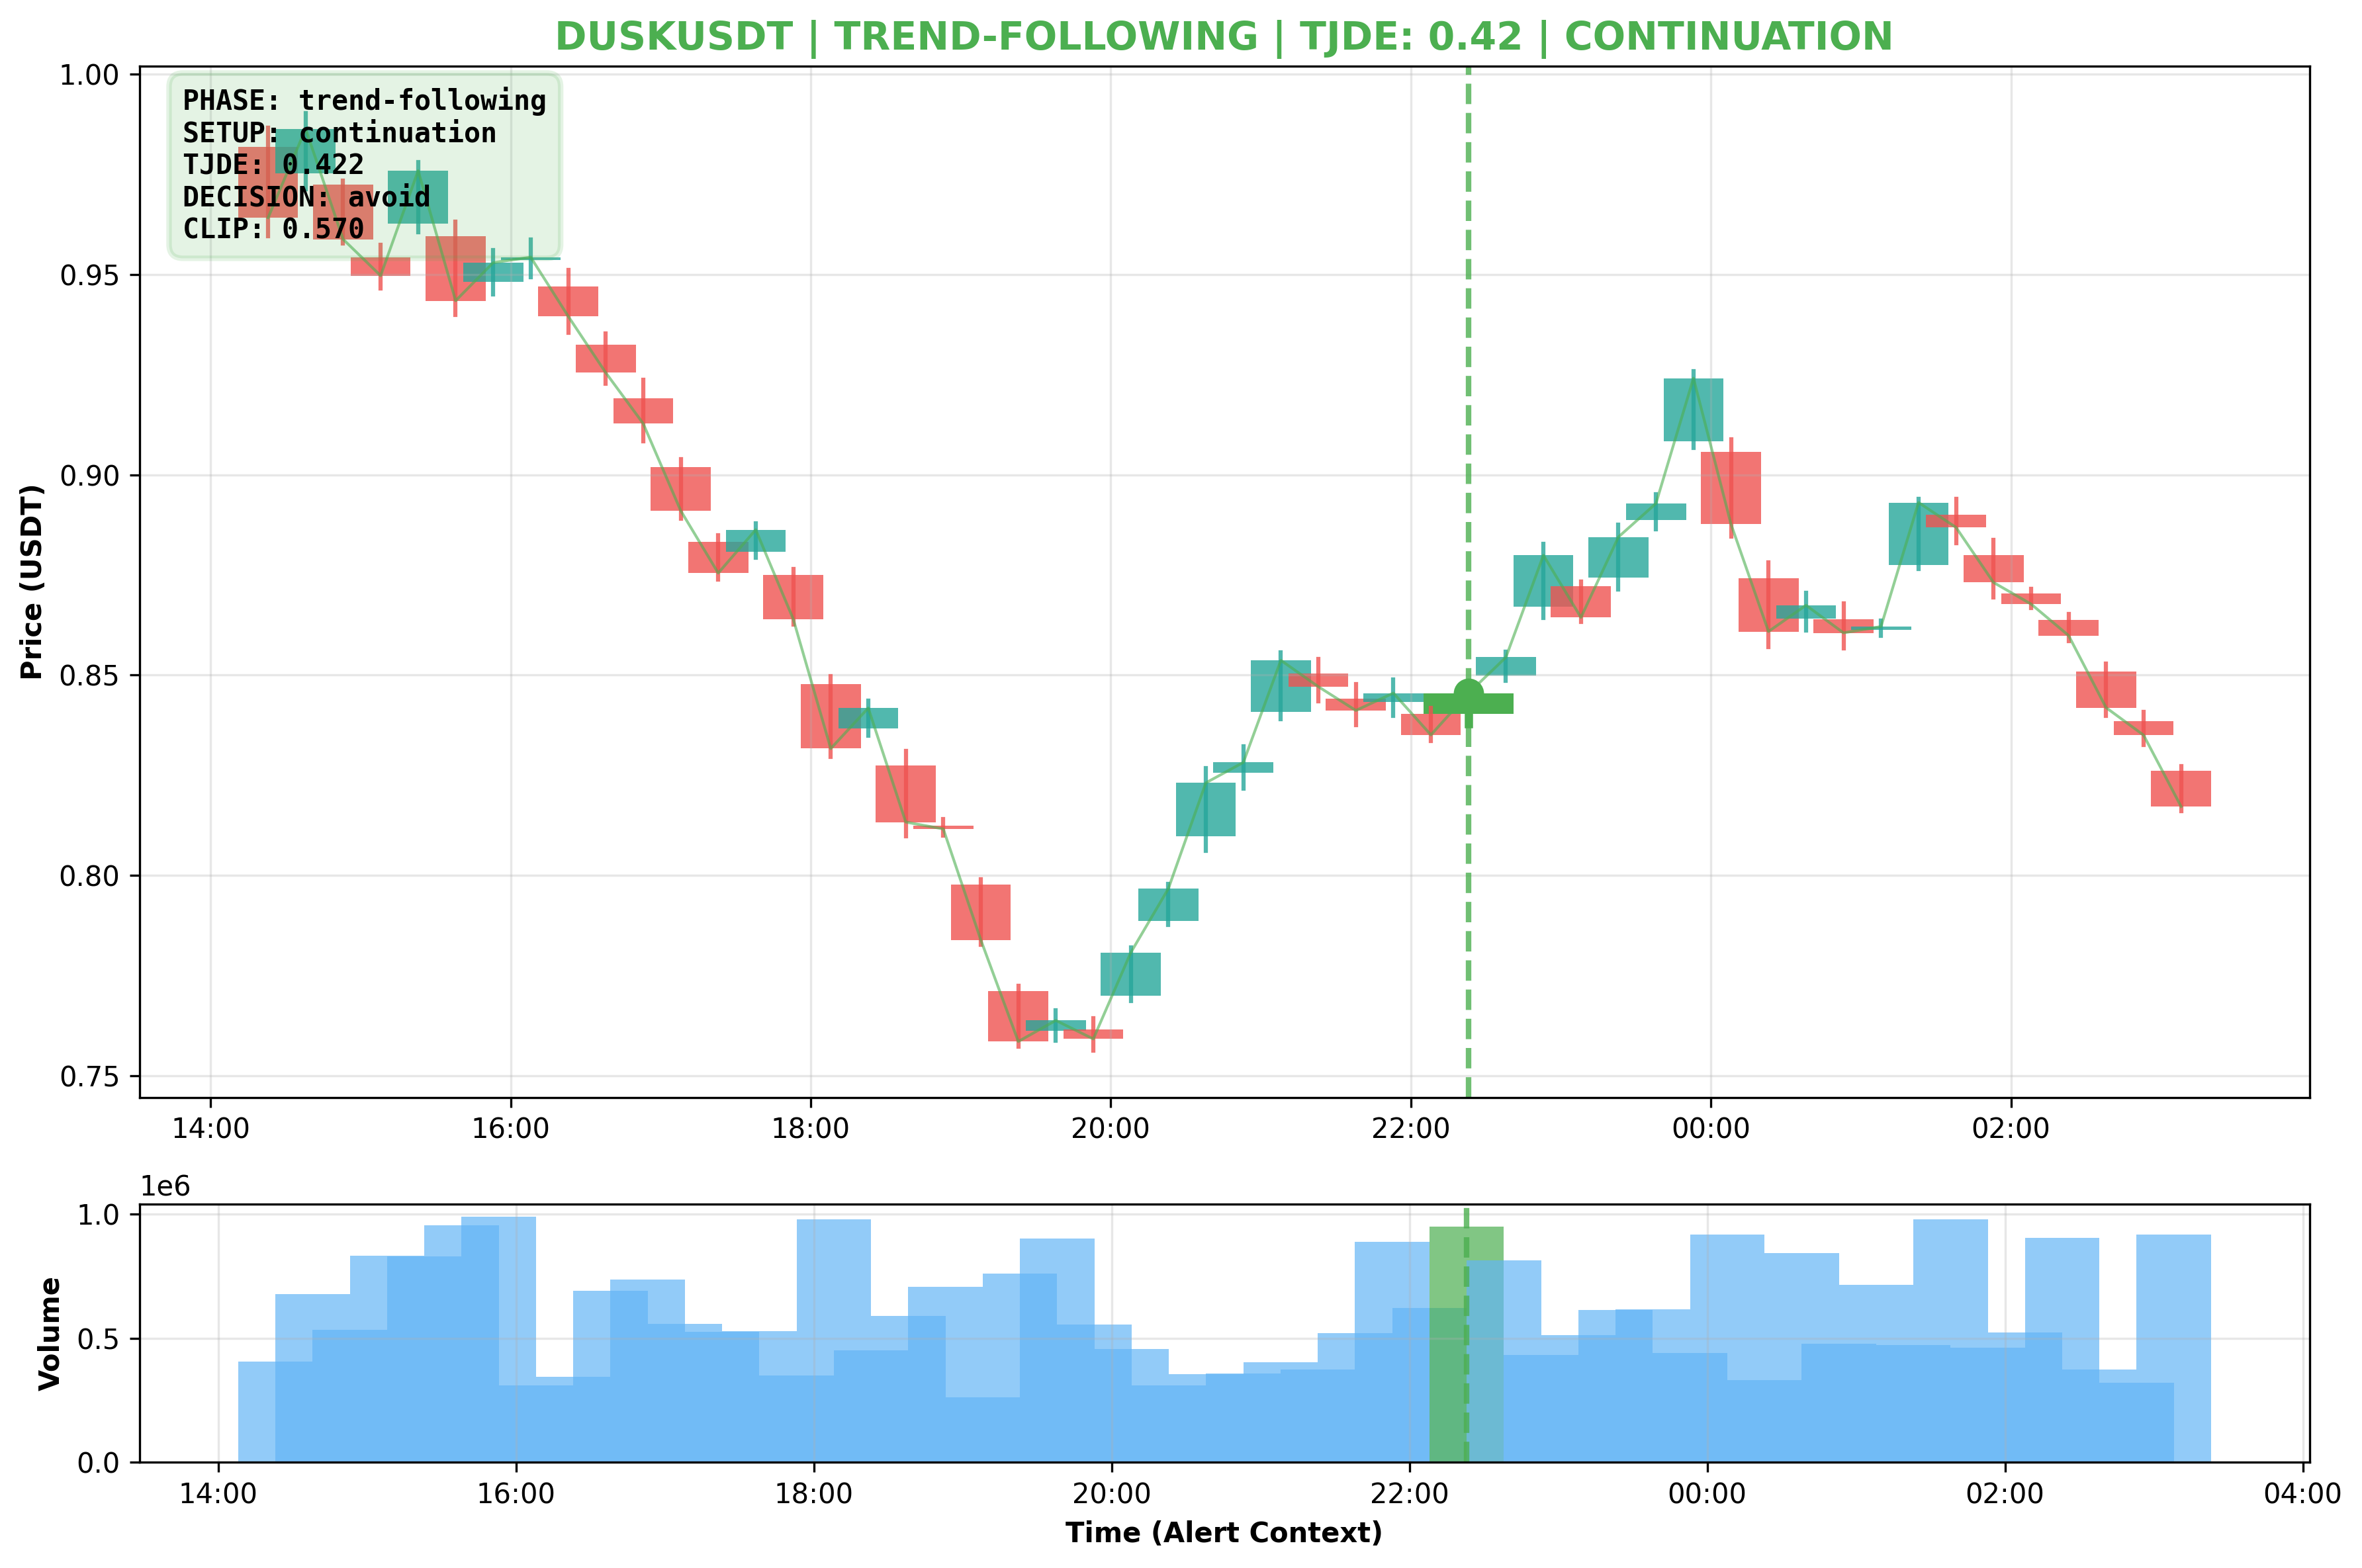 DUSKUSDT | TREND-FOLLOWING | TJDE: 0.42 | CONTINUATION
PHASE: trend-following
SETUP: continuation
TJDE: 0.422
DECISION: avoid
CLIP: 0.570
Price (USDT)
1.00
0.95
0.90
0.85
0.80
0.75
14:00 16:00 18:00 20:00 22:00 00:00 02:00
1e6
Volume
1.0
0.5
0.0
14:00 16:00 18:00 20:00 22:00 00:00 02:00 04:00
Time (Alert Context)